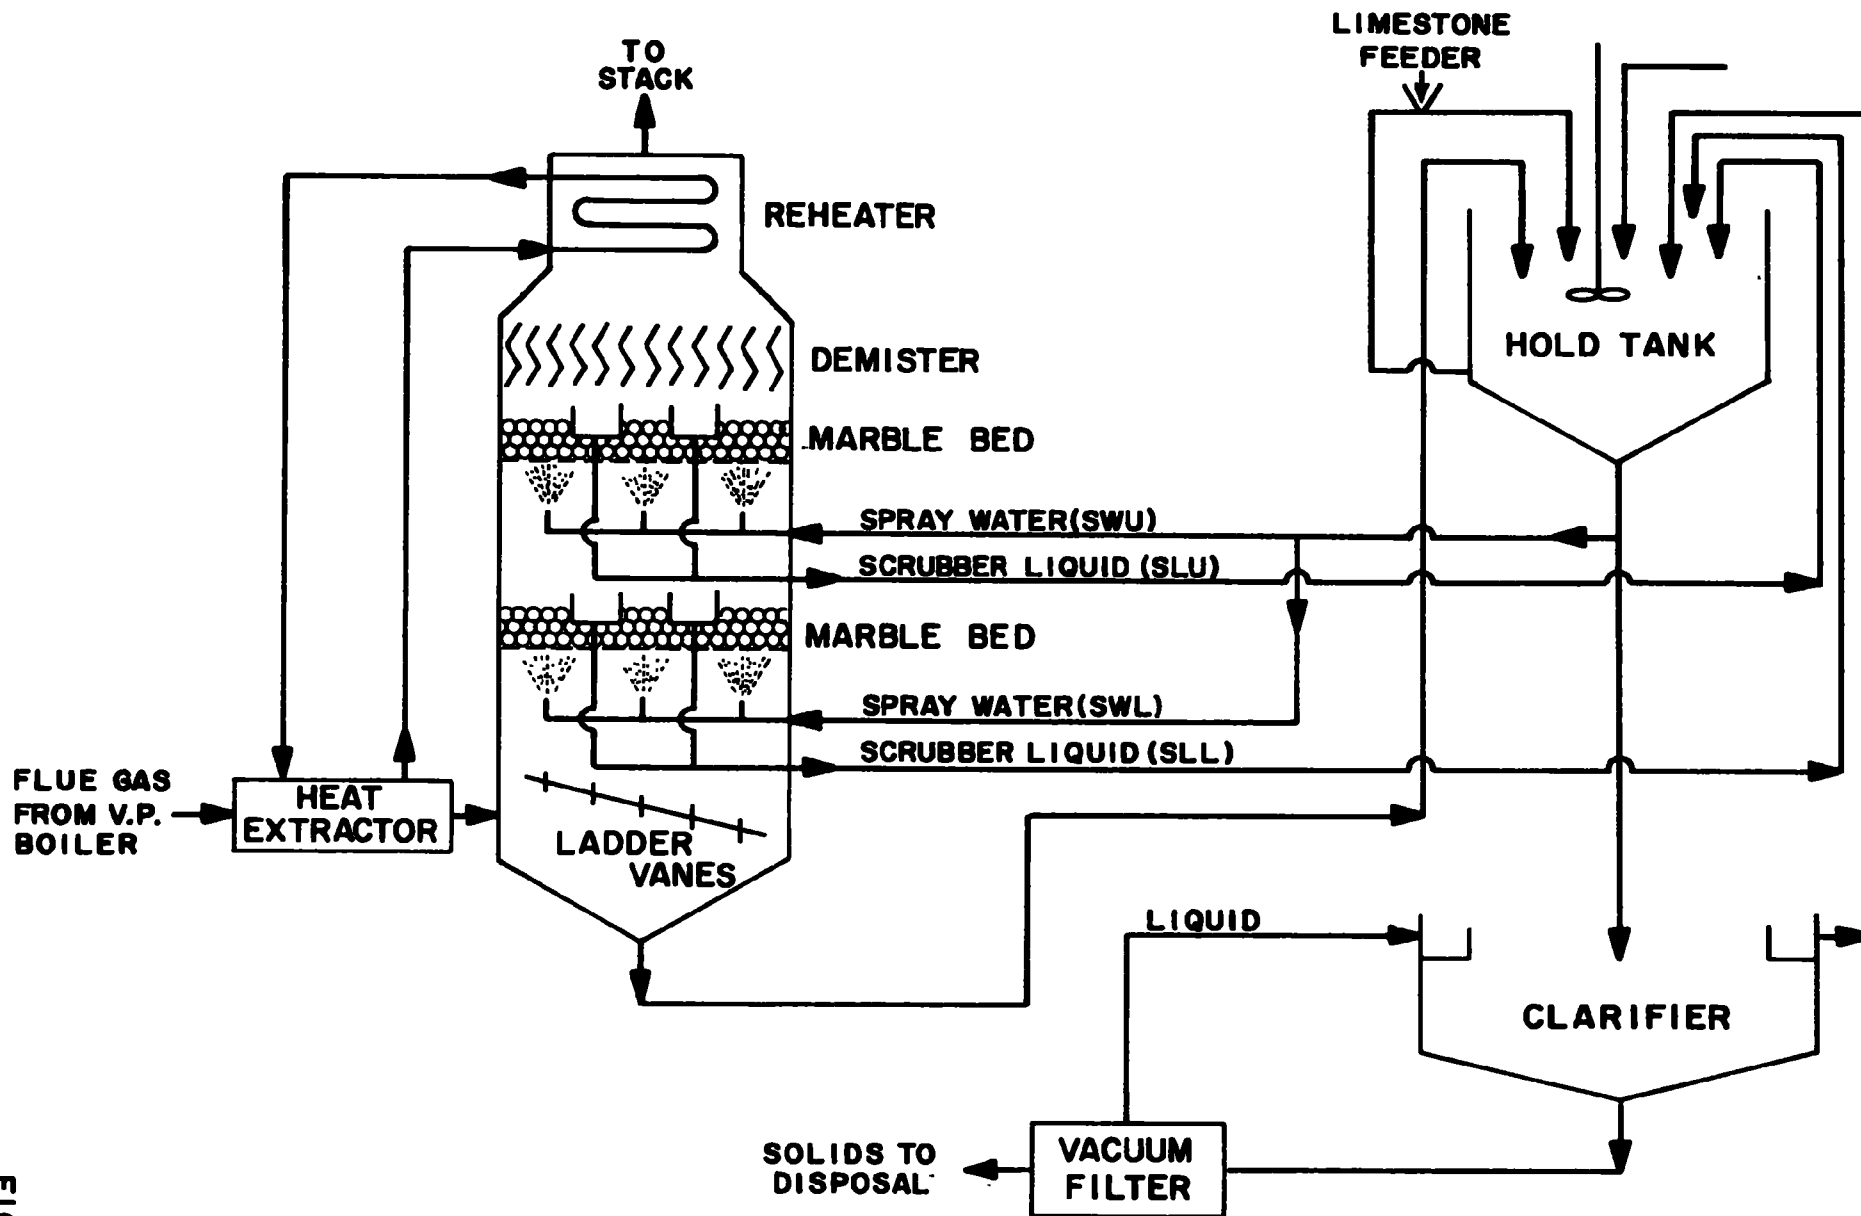 TO
STACK
LIMESTONE
FEEDER
REHEATER
HOLD TANK
DEMISTER
MARBLE BED
SPRAY WATER(SWU)
SCRUBBER LIQUID (SLU)
MARBLE BED
SPRAY WATER(SWL)
SCRUBBER LIQUID (SLL)
FLUE GAS
FROM V.P.
BOILER
HEAT
EXTRACTOR
LADDER
VANES
LIQUID
CLARIFIER
VACUUM
FILTER
SOLIDS TO
DISPOSAL